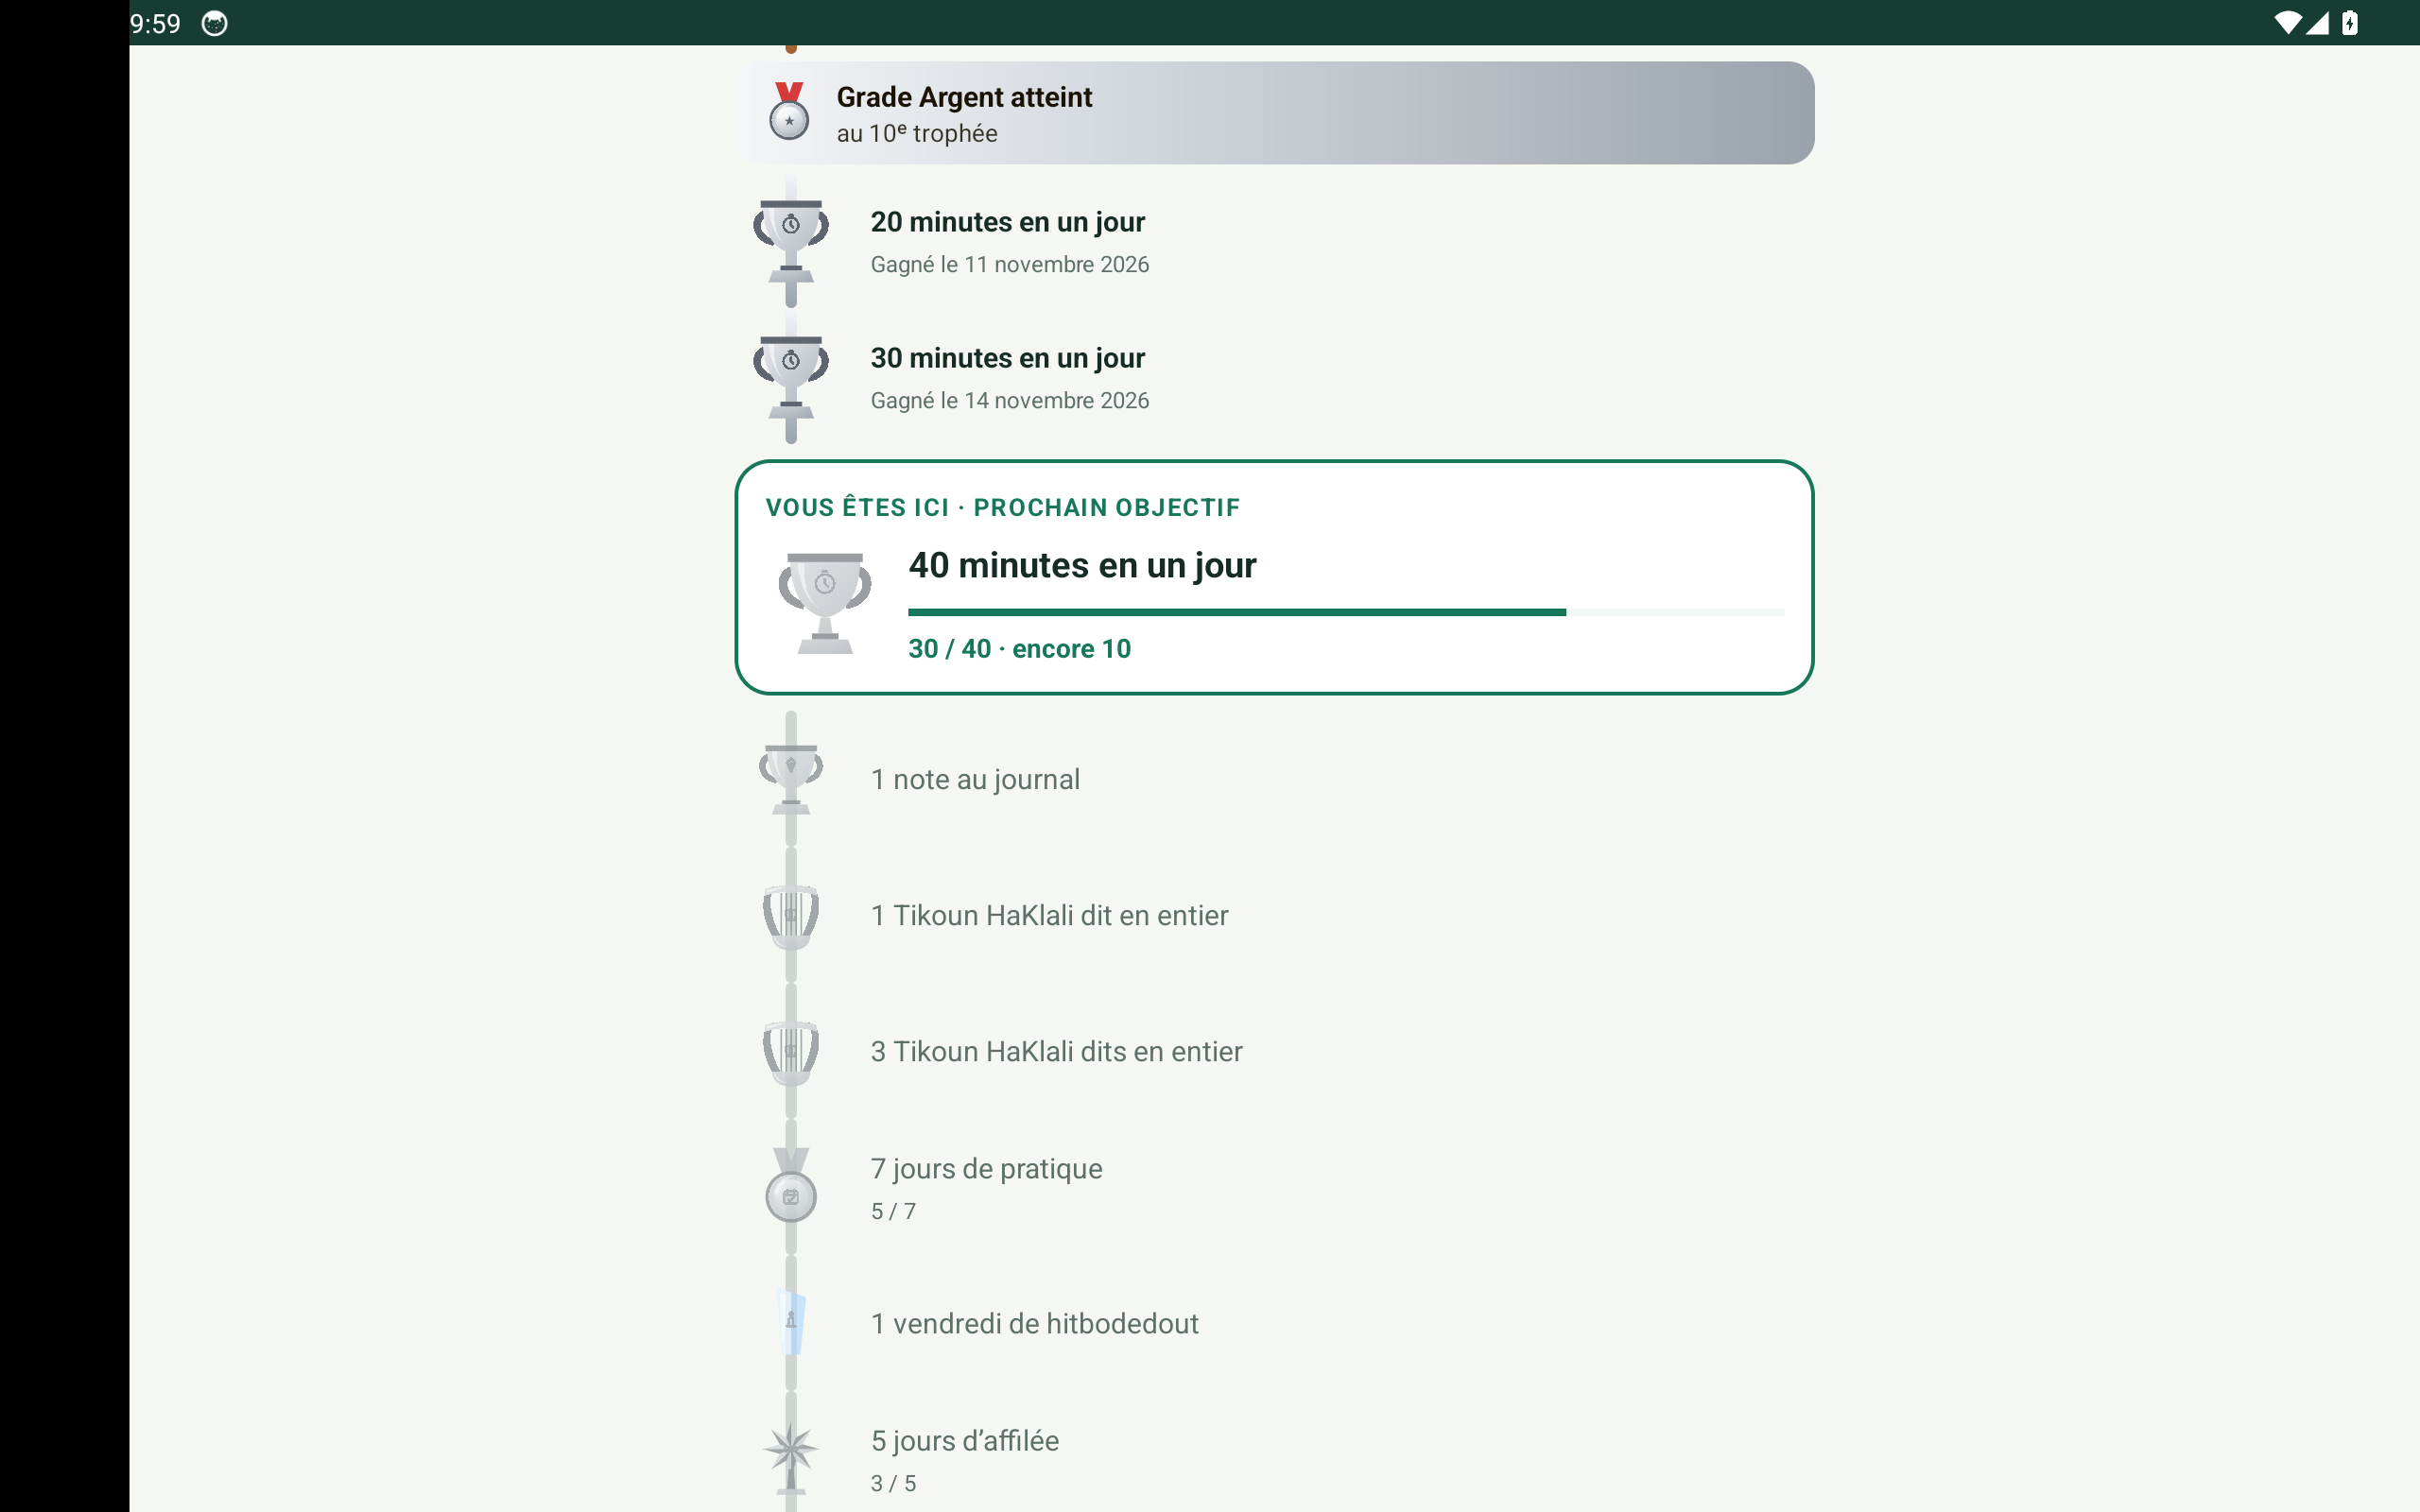 9:59
Grade Argent atteint
au 10ᵉ trophée
20 minutes en un jour
Gagné le 11 novembre 2026
30 minutes en un jour
Gagné le 14 novembre 2026
VOUS ÊTES ICI · PROCHAIN OBJECTIF
40 minutes en un jour
30 / 40 · encore 10
1 note au journal
1 Tikoun HaKlali dit en entier
3 Tikoun HaKlali dits en entier
7 jours de pratique
5 / 7
1 vendredi de hitbodedout
5 jours d’affilée
3 / 5